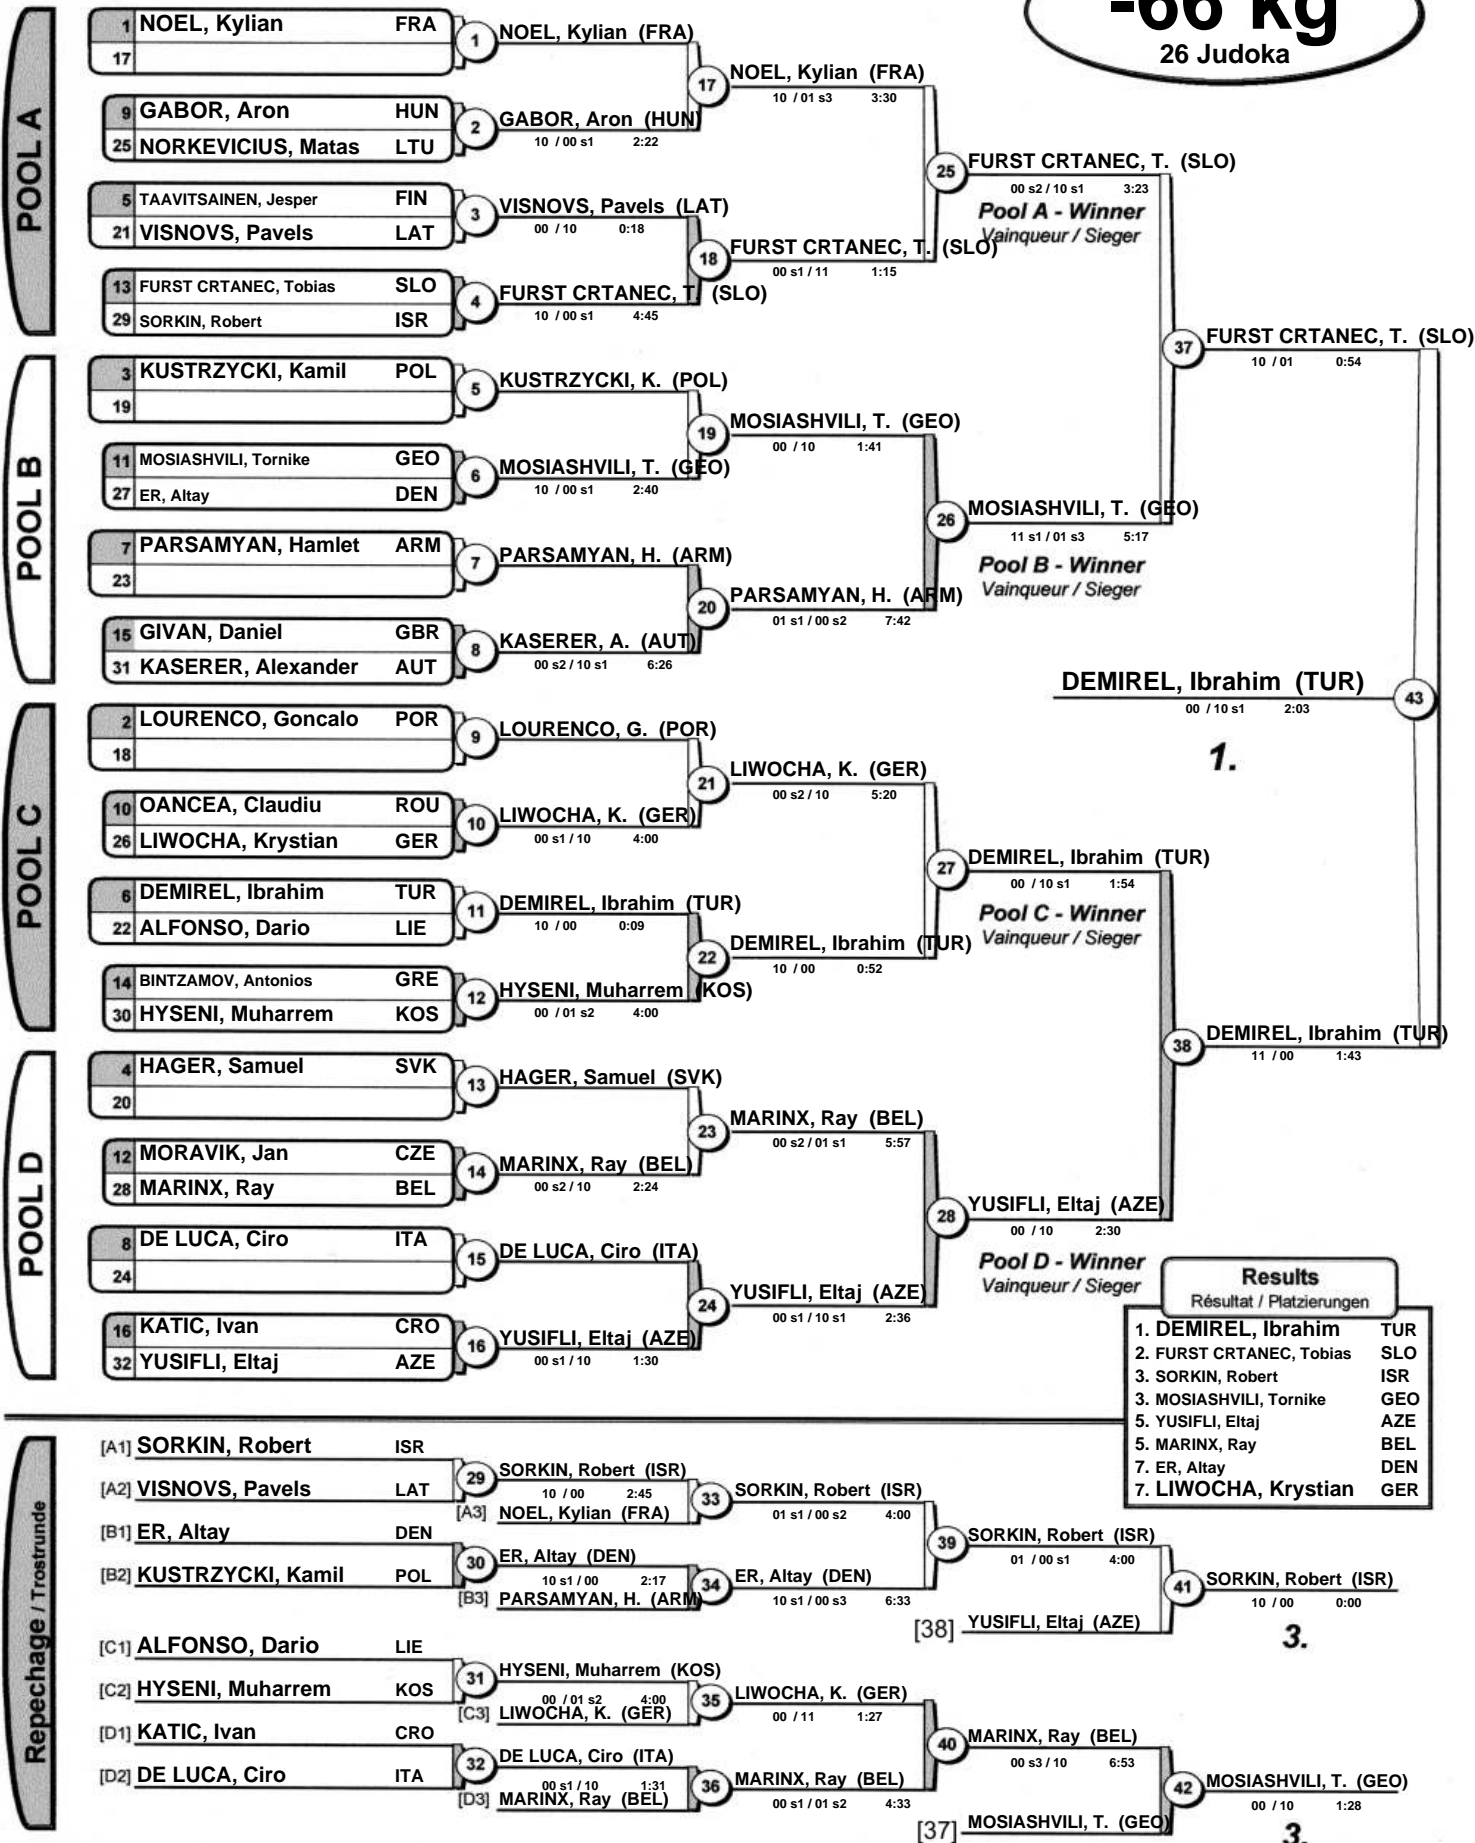 -66 kg
26 Judoka
POOL A
1 NOEL, Kylian FRA
17
1 NOEL, Kylian (FRA)
9 GABOR, Aron HUN
25 NORKEVICIUS, Matas LTU
2 GABOR, Aron (HUN)
10 / 00 s1 2:22
17 NOEL, Kylian (FRA)
10 / 01 s3 3:30
5 TAAVITSAINEN, Jesper FIN
21 VISNOVS, Pavels LAT
3 VISNOVS, Pavels (LAT)
00 / 10 0:18
13 FURST CRTANEC, Tobias SLO
29 SORKIN, Robert ISR
4 FURST CRTANEC, T. (SLO)
10 / 00 s1 4:45
18 FURST CRTANEC, T. (SLO)
00 s1 / 11 1:15
25 FURST CRTANEC, T. (SLO)
00 s2 / 10 s1 3:23
Pool A - Winner
Vainqueur / Sieger
POOL B
3 KUSTRZYCKI, Kamil POL
19
5 KUSTRZYCKI, K. (POL)
11 MOSIASHVILI, Tornike GEO
27 ER, Altay DEN
6 MOSIASHVILI, T. (GEO)
10 / 00 s1 2:40
19 MOSIASHVILI, T. (GEO)
00 / 10 1:41
7 PARSAMYAN, Hamlet ARM
23
7 PARSAMYAN, H. (ARM)
15 GIVAN, Daniel GBR
31 KASERER, Alexander AUT
8 KASERER, A. (AUT)
00 s2 / 10 s1 6:26
20 PARSAMYAN, H. (ARM)
01 s1 / 00 s2 7:42
26 MOSIASHVILI, T. (GEO)
11 s1 / 01 s3 5:17
Pool B - Winner
Vainqueur / Sieger
37 FURST CRTANEC, T. (SLO)
10 / 01 0:54
DEMIREL, Ibrahim (TUR) 43
00 / 10 s1 2:03
1.
POOL C
2 LOURENCO, Goncalo POR
18
9 LOURENCO, G. (POR)
10 OANCEA, Claudiu ROU
26 LIWOCHA, Krystian GER
10 LIWOCHA, K. (GER)
00 s1 / 10 4:00
21 LIWOCHA, K. (GER)
00 s2 / 10 5:20
6 DEMIREL, Ibrahim TUR
22 ALFONSO, Dario LIE
11 DEMIREL, Ibrahim (TUR)
10 / 00 0:09
14 BINTZAMOV, Antonios GRE
30 HYSENI, Muharrem KOS
12 HYSENI, Muharrem (KOS)
00 / 01 s2 4:00
22 DEMIREL, Ibrahim (TUR)
10 / 00 0:52
27 DEMIREL, Ibrahim (TUR)
00 / 10 s1 1:54
Pool C - Winner
Vainqueur / Sieger
38 DEMIREL, Ibrahim (TUR)
11 / 00 1:43
POOL D
4 HAGER, Samuel SVK
20
13 HAGER, Samuel (SVK)
12 MORAVIK, Jan CZE
28 MARINX, Ray BEL
14 MARINX, Ray (BEL)
00 s2 / 10 2:24
23 MARINX, Ray (BEL)
00 s2 / 01 s1 5:57
8 DE LUCA, Ciro ITA
24
15 DE LUCA, Ciro (ITA)
16 KATIC, Ivan CRO
32 YUSIFLI, Eltaj AZE
16 YUSIFLI, Eltaj (AZE)
00 s1 / 10 1:30
24 YUSIFLI, Eltaj (AZE)
00 s1 / 10 s1 2:36
28 YUSIFLI, Eltaj (AZE)
00 / 10 2:30
Pool D - Winner
Vainqueur / Sieger
Results
Résultat / Platzierungen
1. DEMIREL, Ibrahim TUR
2. FURST CRTANEC, Tobias SLO
3. SORKIN, Robert ISR
3. MOSIASHVILI, Tornike GEO
5. YUSIFLI, Eltaj AZE
5. MARINX, Ray BEL
7. ER, Altay DEN
7. LIWOCHA, Krystian GER
Repechage / Trostrunde
[A1] SORKIN, Robert ISR
[A2] VISNOVS, Pavels LAT
29 SORKIN, Robert (ISR)
10 / 00 2:45
[A3] NOEL, Kylian (FRA)
33 SORKIN, Robert (ISR)
01 s1 / 00 s2 4:00
[B1] ER, Altay DEN
[B2] KUSTRZYCKI, Kamil POL
30 ER, Altay (DEN)
10 s1 / 00 2:17
[B3] PARSAMYAN, H. (ARM)
34 ER, Altay (DEN)
10 s1 / 00 s3 6:33
39 SORKIN, Robert (ISR)
01 / 00 s1 4:00
[38] YUSIFLI, Eltaj (AZE)
41 SORKIN, Robert (ISR)
10 / 00 0:00
3.
[C1] ALFONSO, Dario LIE
[C2] HYSENI, Muharrem KOS
31 HYSENI, Muharrem (KOS)
00 / 01 s2 4:00
[C3] LIWOCHA, K. (GER)
35 LIWOCHA, K. (GER)
00 / 11 1:27
[D1] KATIC, Ivan CRO
[D2] DE LUCA, Ciro ITA
32 DE LUCA, Ciro (ITA)
00 s1 / 10 1:31
[D3] MARINX, Ray (BEL)
36 MARINX, Ray (BEL)
00 s1 / 01 s2 4:33
40 MARINX, Ray (BEL)
00 s3 / 10 6:53
[37] MOSIASHVILI, T. (GEO)
42 MOSIASHVILI, T. (GEO)
00 / 10 1:28
3.